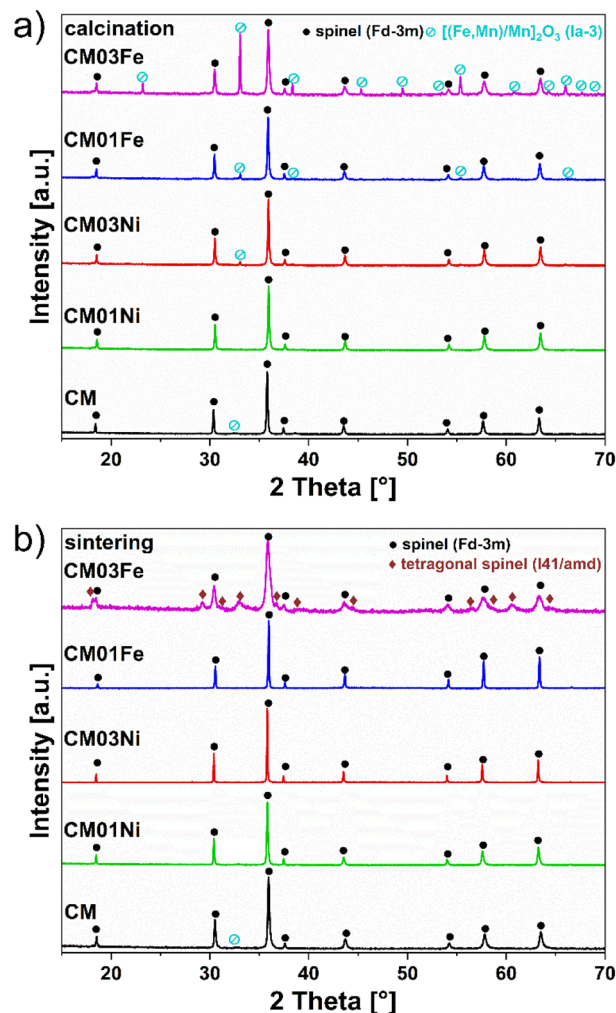 a)
calcination
● spinel (Fd-3m) ⊘ [(Fe,Mn)/Mn]₂O₃ (Ia-3)
CM03Fe
CM01Fe
CM03Ni
CM01Ni
CM
Intensity [a.u.]
20 30 40 50 60 70
2 Theta [°]
b)
sintering
● spinel (Fd-3m)
♦ tetragonal spinel (I41/amd)
CM03Fe
CM01Fe
CM03Ni
CM01Ni
CM
Intensity [a.u.]
20 30 40 50 60 70
2 Theta [°]